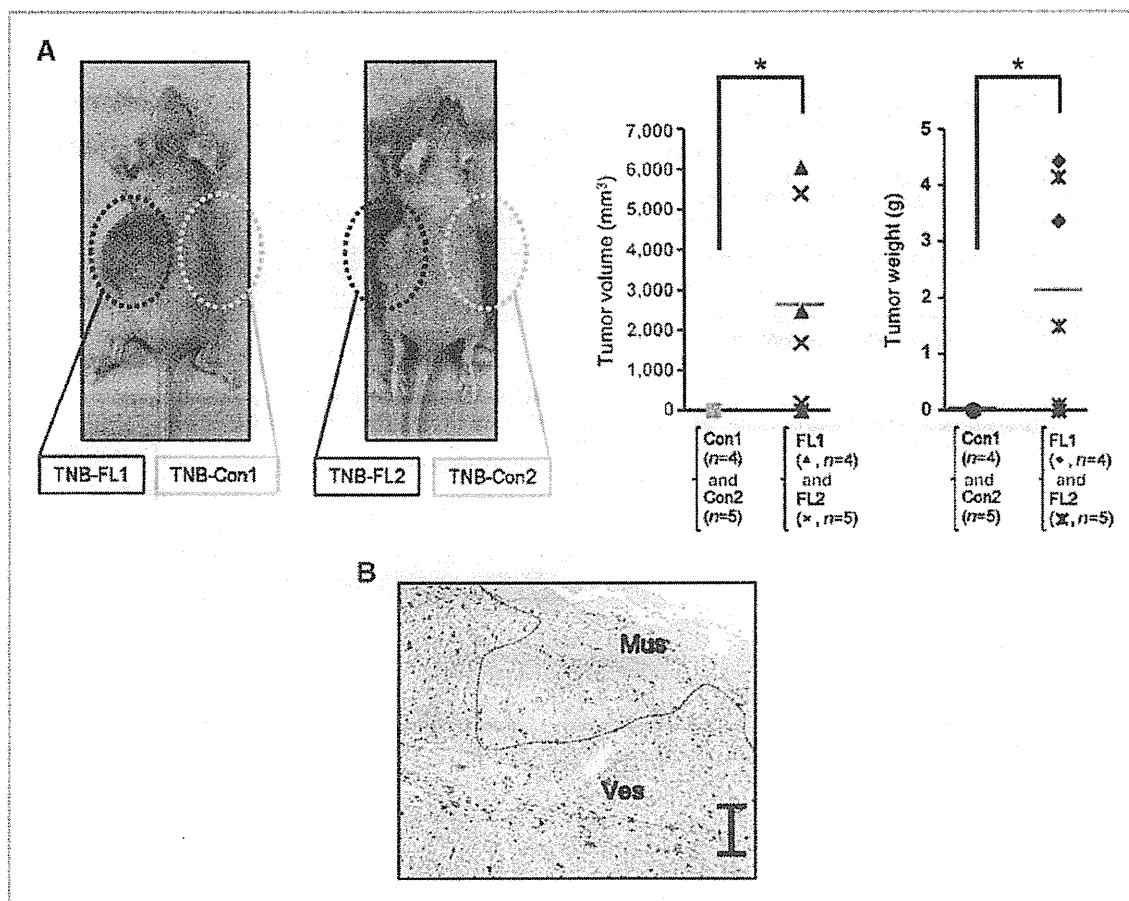 A
TNB-FL1
TNB-Con1
TNB-FL2
TNB-Con2
*
Tumor volume (mm³)
7,000
6,000
5,000
4,000
3,000
2,000
1,000
0
Con1
(n=4)
and
Con2
(n=5)
FL1
(▲, n=4)
and
FL2
(×, n=5)
*
Tumor weight (g)
5
4
3
2
1
0
Con1
(n=4)
and
Con2
(n=5)
FL1
(◆, n=4)
and
FL2
(ж, n=5)
B
Mus
Ves